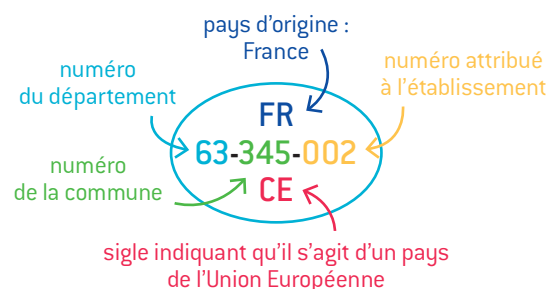 pays d'origine :
France
numéro attribué
à l'établissement
numéro
du département
FR
63-345-002
CE
numéro
de la commune
sigle indiquant qu'il s'agit d'un pays
de l'Union Européenne